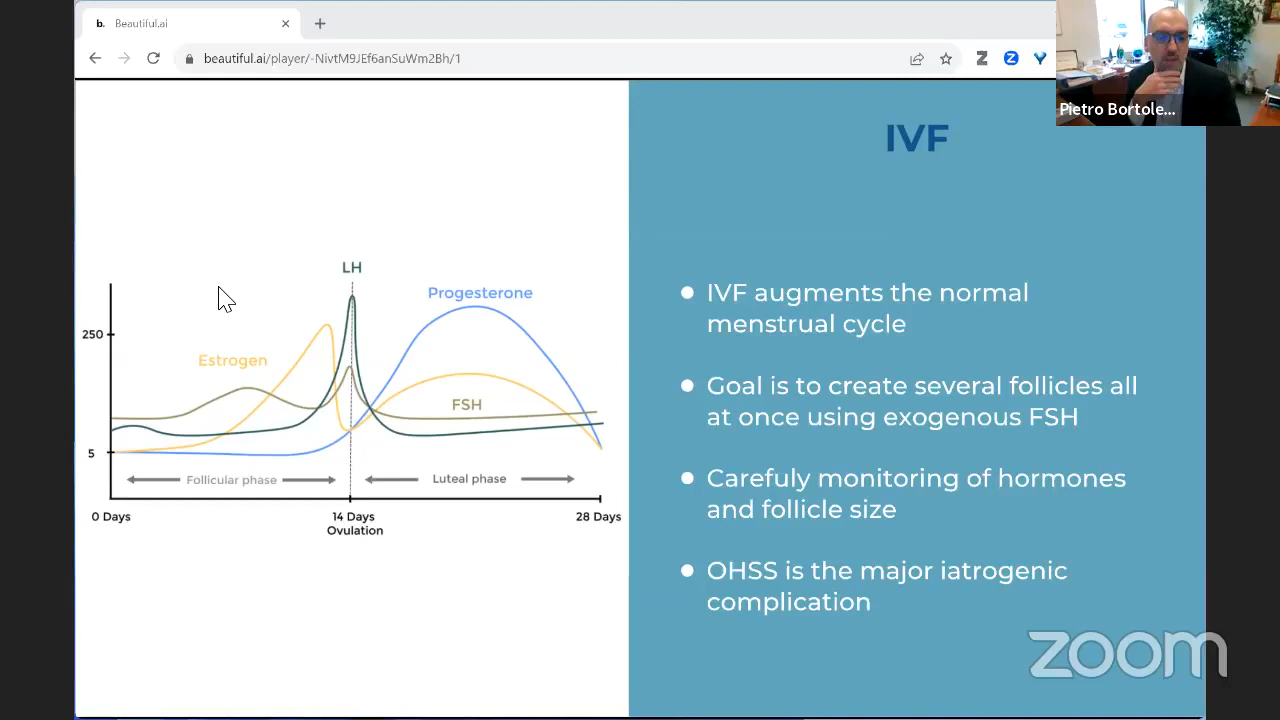 b. Beautiful.ai
beautiful.ai/player/-NivtM9JEf6anSuWm2Bh/1
Pietro Bortole...
IVF
LH
Progesterone
250
Estrogen
FSH
5
Follicular phase
Luteal phase
0 Days
14 Days
28 Days
Ovulation
IVF augments the normal
menstrual cycle
Goal is to create several follicles all
at once using exogenous FSH
Carefuly monitoring of hormones
and follicle size
OHSS is the major iatrogenic
complication
zoom